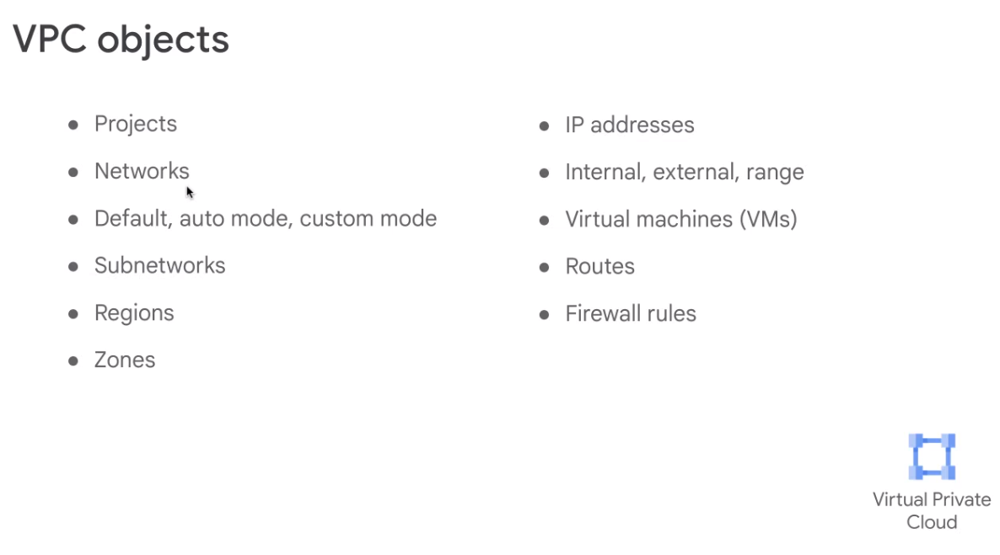 VPC objects
Projects
Networks
Default, auto mode, custom mode
Subnetworks
Regions
Zones
IP addresses
Internal, external, range
Virtual machines (VMs)
Routes
Firewall rules
Virtual Private
Cloud